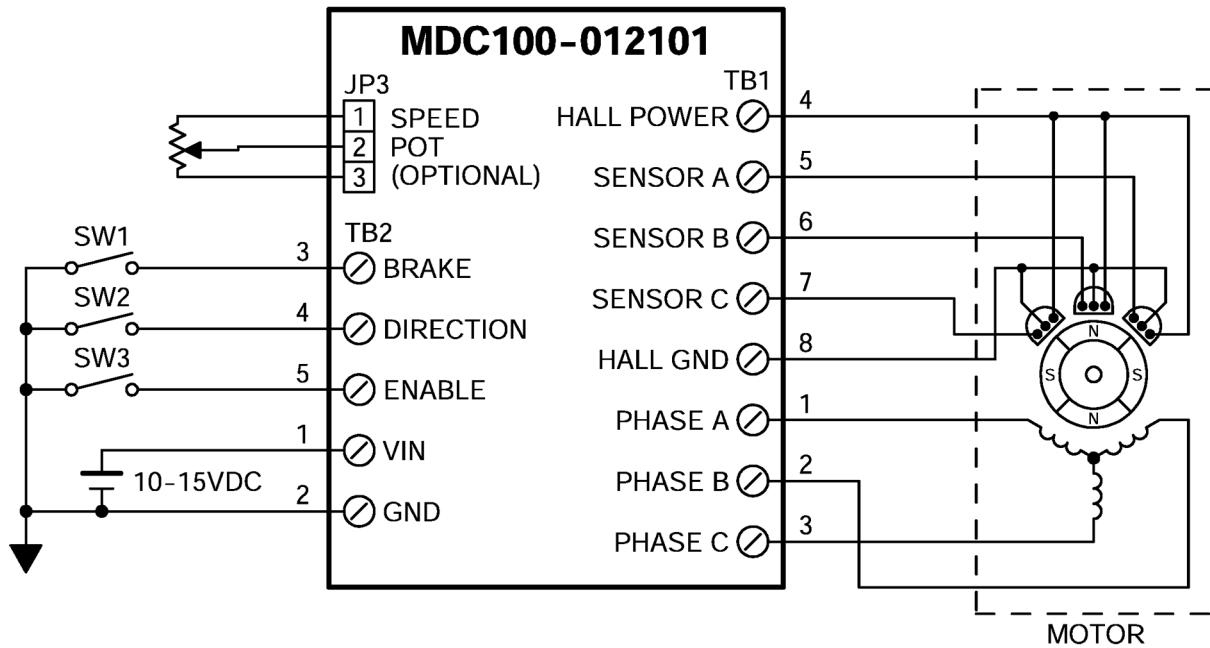 MDC100-012101
JP3
1 SPEED
2 POT
3 (OPTIONAL)
TB2
SW1
3 BRAKE
SW2
4 DIRECTION
SW3
5 ENABLE
1 VIN
10-15VDC
2 GND
TB1
HALL POWER 4
SENSOR A 5
SENSOR B 6
SENSOR C 7
HALL GND 8
PHASE A 1
PHASE B 2
PHASE C 3
N
S S
N
MOTOR